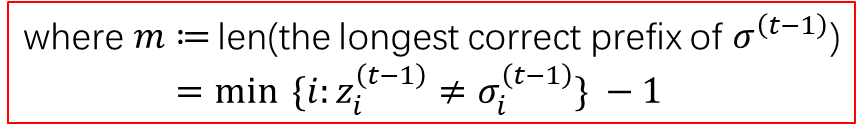 where 𝑚 ≔ len(the longest correct prefix of 𝜎^(𝑡−1))
= min {𝑖: 𝑧_𝑖^(𝑡−1) ≠ 𝜎_𝑖^(𝑡−1)} − 1